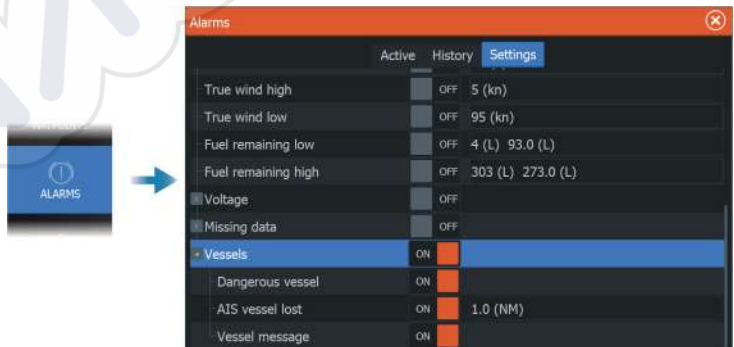 Alarms
Active History Settings
True wind high OFF 5 (kn)
True wind low OFF 95 (kn)
Fuel remaining low OFF 4 (L) 93.0 (L)
Fuel remaining high OFF 303 (L) 273.0 (L)
Voltage OFF
Missing data OFF
Vessels ON
Dangerous vessel ON
AIS vessel lost ON 1.0 (NM)
Vessel message ON
ALARMS